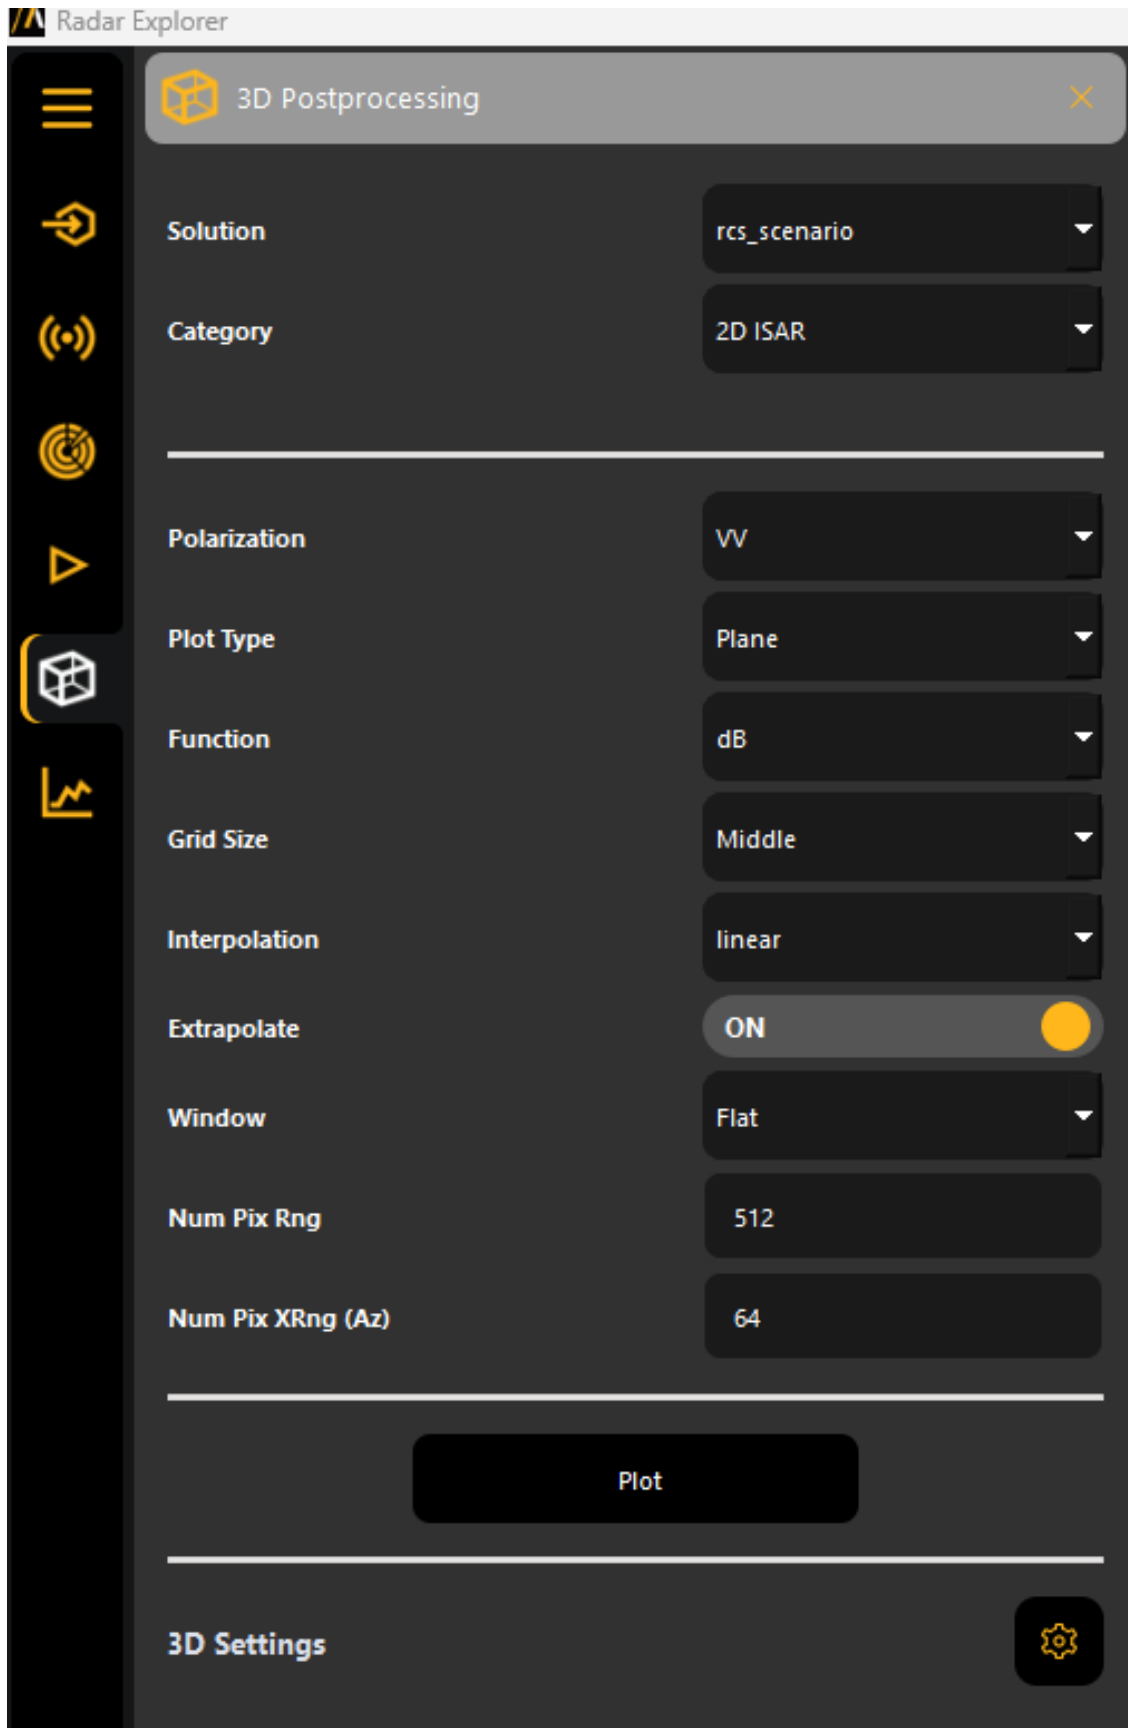 Radar Explorer
3D Postprocessing
Solution rcs_scenario
Category 2D ISAR
Polarization VV
Plot Type Plane
Function dB
Grid Size Middle
Interpolation linear
Extrapolate ON
Window Flat
Num Pix Rng 512
Num Pix XRng (Az) 64
Plot
3D Settings